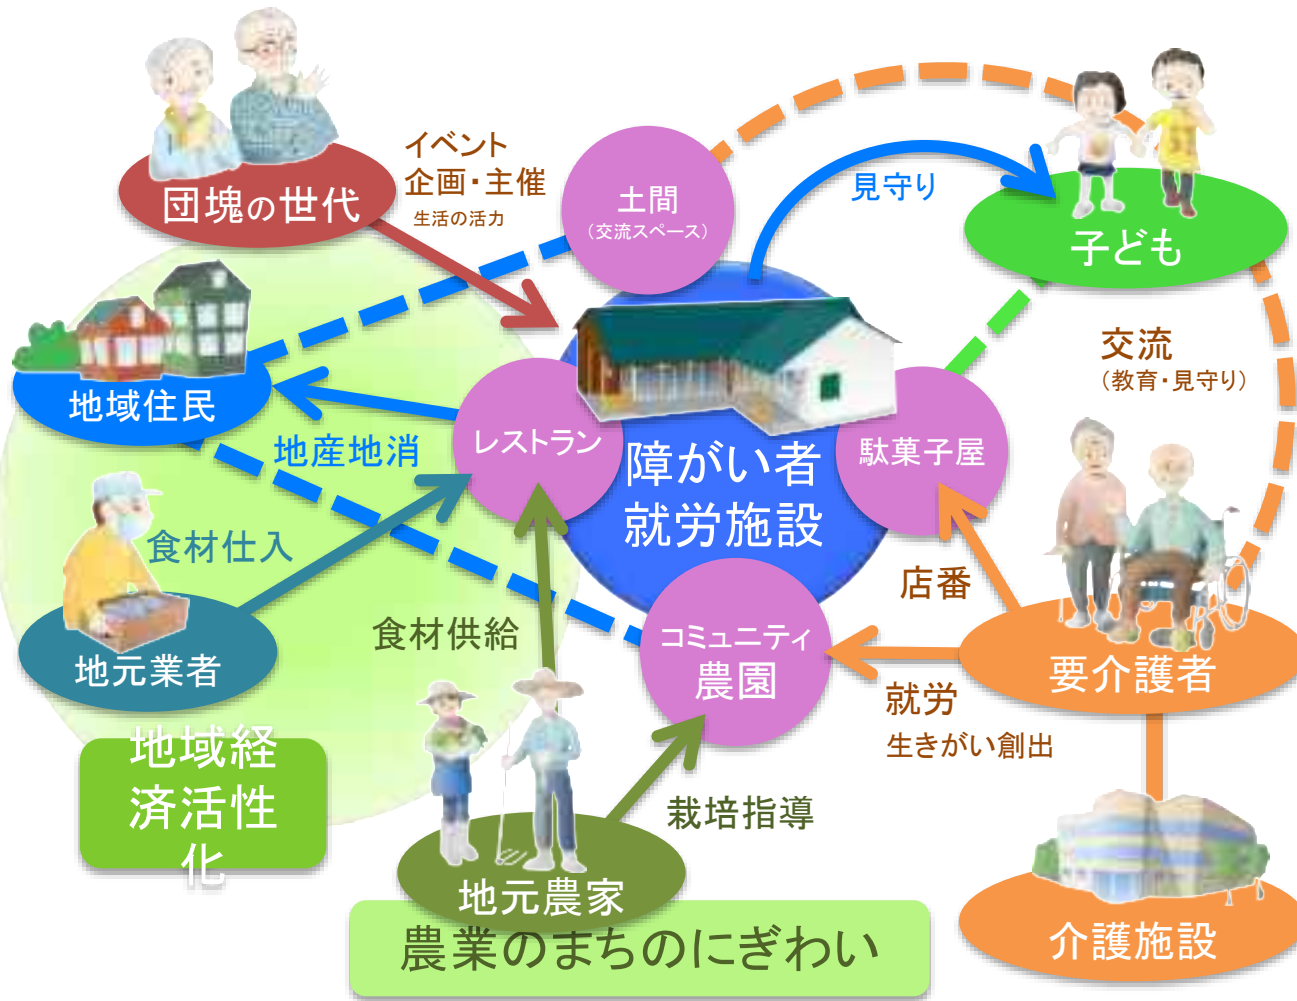 団塊の世代
イベント
企画・主催
生活の活力
土間
（交流スペース）
見守り
子ども
交流
（教育・見守り）
地域住民
地産地消
レストラン
障がい者
就労施設
駄菓子屋
食材仕入
店番
地元業者
食材供給
コミュニティ
農園
要介護者
就労
生きがい創出
地域経
済活性
化
栽培指導
地元農家
農業のまちのにぎわい
介護施設